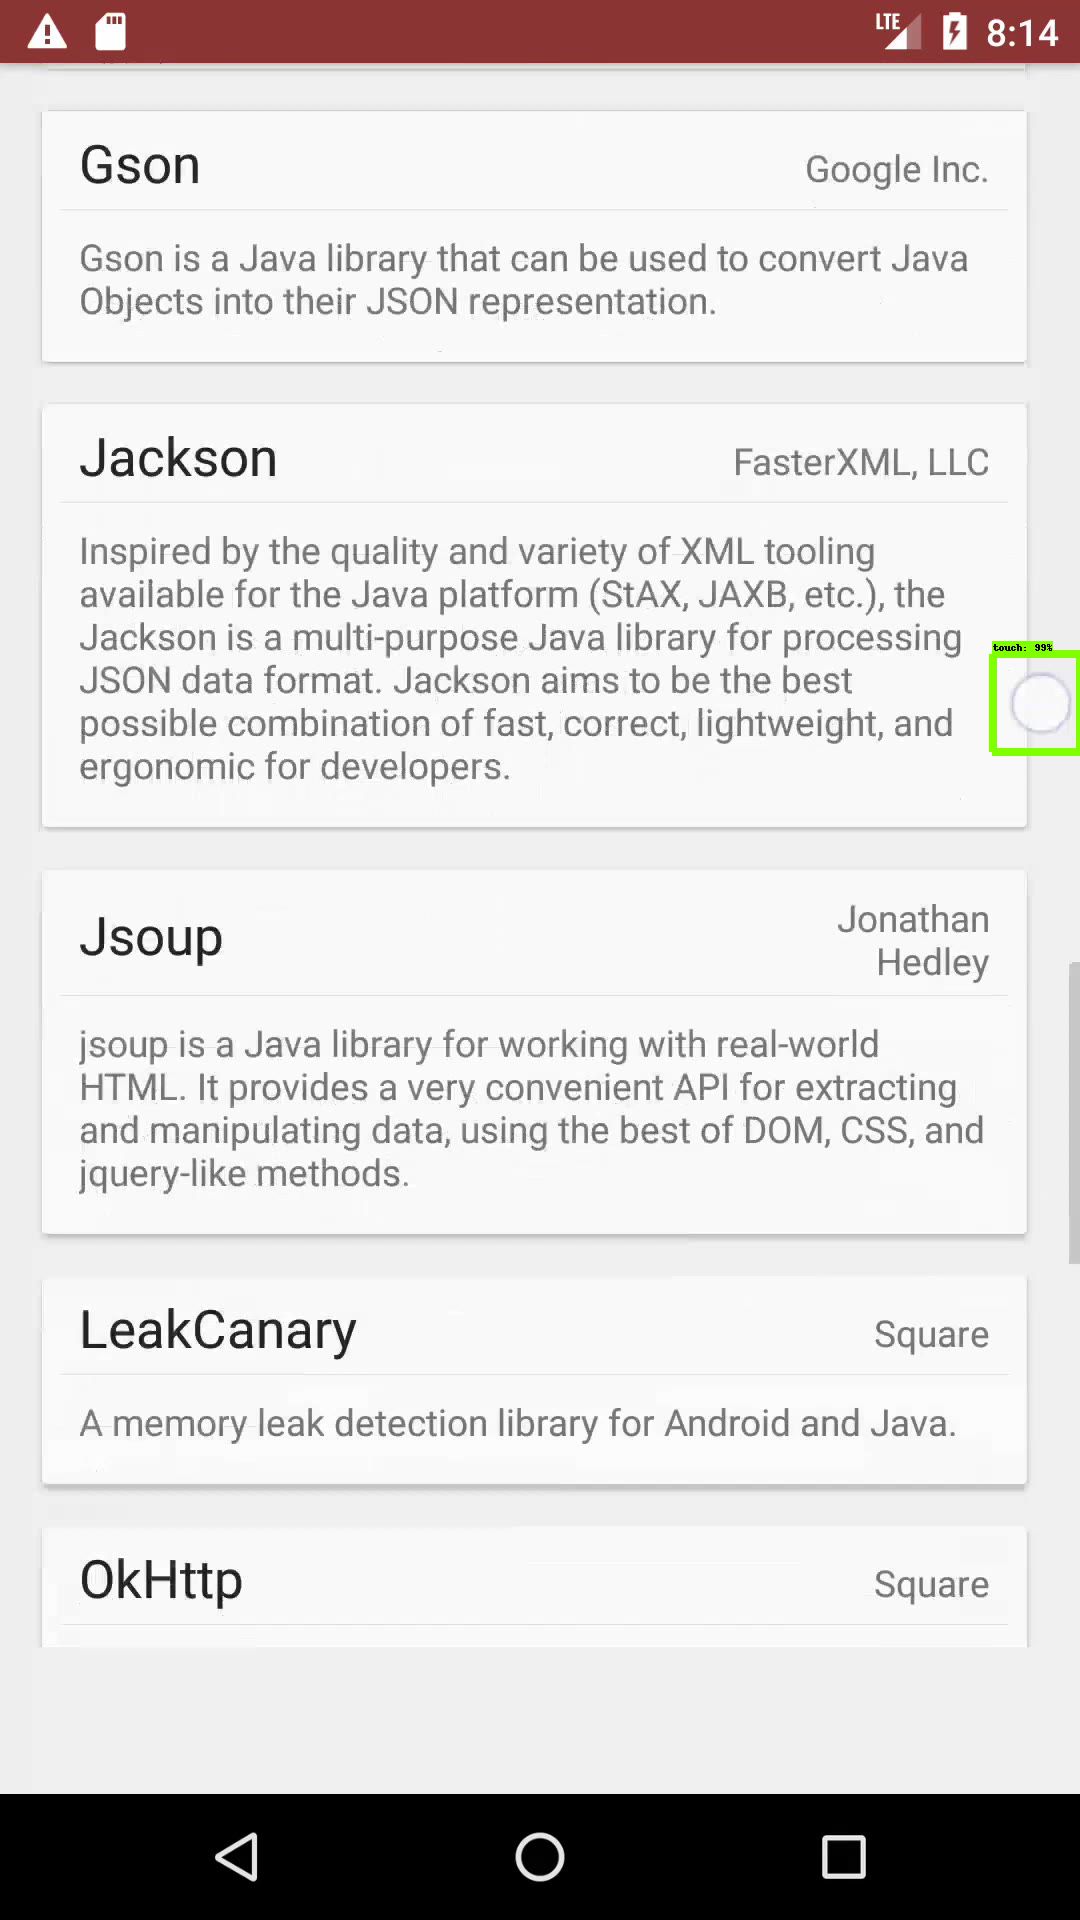 LTE 8:14
Gson Google Inc.
Gson is a Java library that can be used to convert Java
Objects into their JSON representation.
Jackson FasterXML, LLC
Inspired by the quality and variety of XML tooling
available for the Java platform (StAX, JAXB, etc.), the
Jackson is a multi-purpose Java library for processing
touch: 99%
JSON data format. Jackson aims to be the best
possible combination of fast, correct, lightweight, and
ergonomic for developers.
Jsoup Jonathan
Hedley
jsoup is a Java library for working with real-world
HTML. It provides a very convenient API for extracting
and manipulating data, using the best of DOM, CSS, and
jquery-like methods.
LeakCanary Square
A memory leak detection library for Android and Java.
OkHttp Square